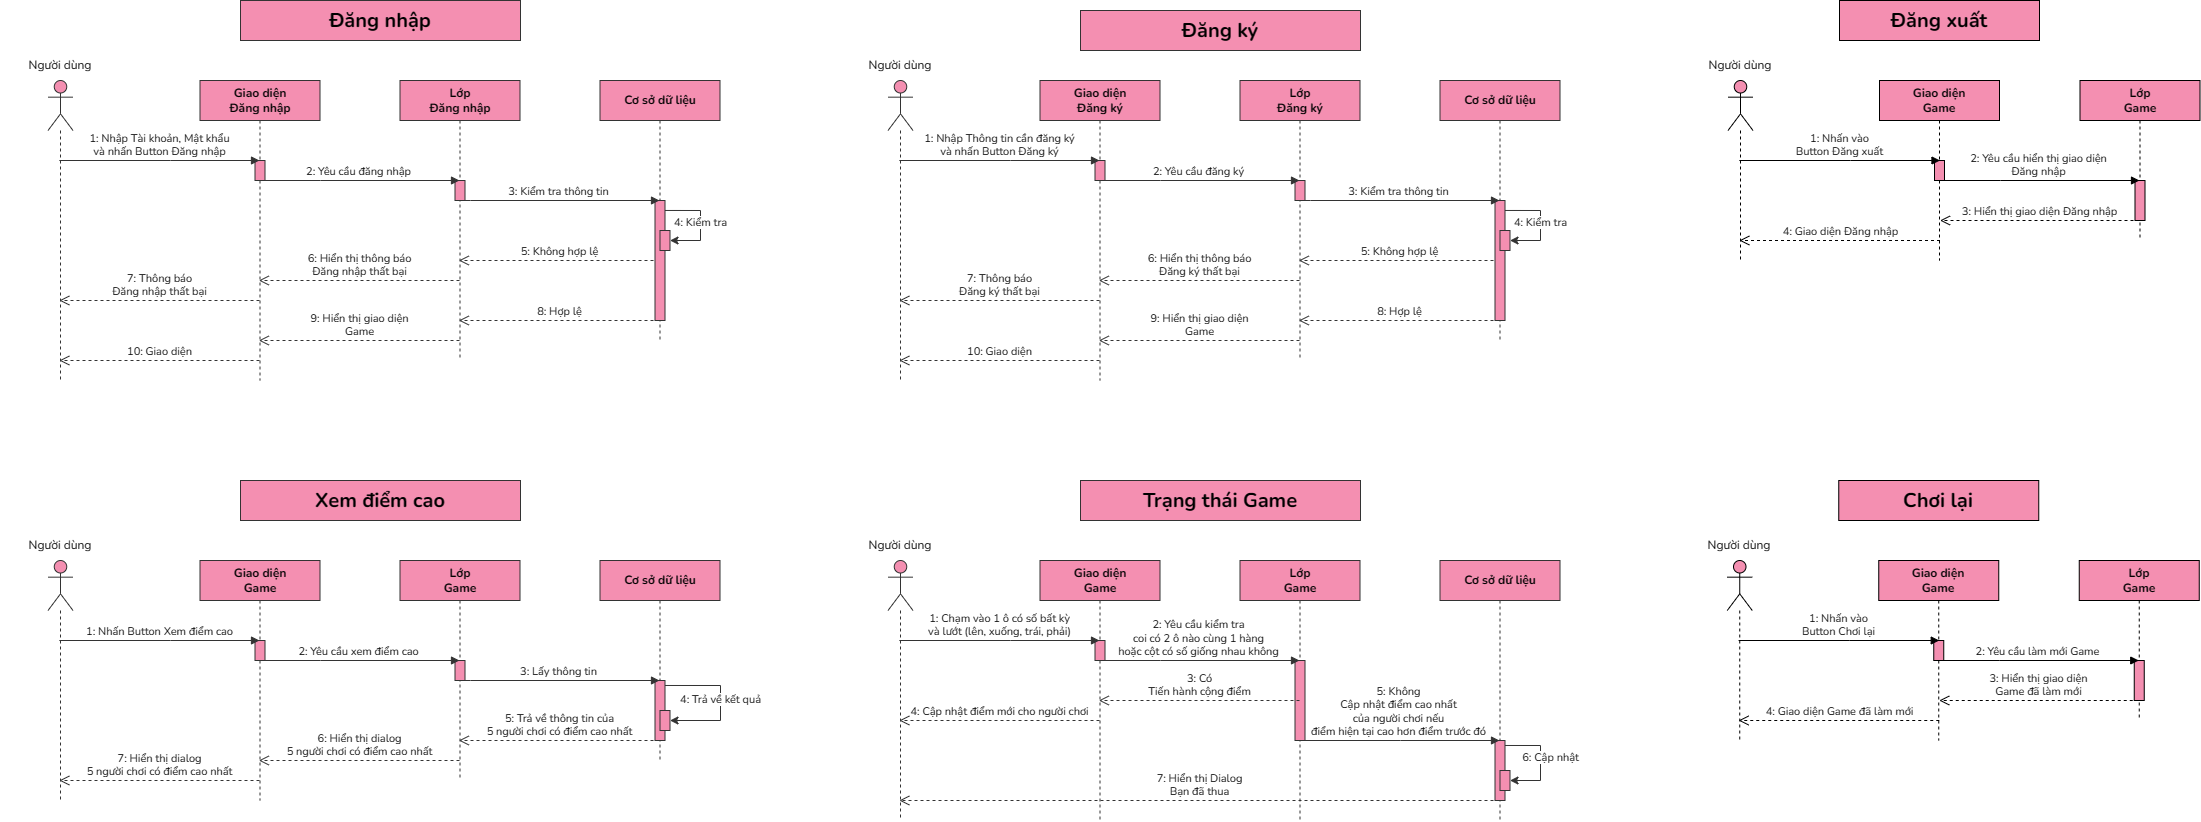 Đăng nhập
Người dùng
Giao diện
Đăng nhập
Lớp
Đăng nhập
Cơ sở dữ liệu
1: Nhập Tài khoản, Mật khẩu
và nhấn Button Đăng nhập
2: Yêu cầu đăng nhập
3: Kiểm tra thông tin
4: Kiểm tra
5: Không hợp lệ
6: Hiển thị thông báo
Đăng nhập thất bại
7: Thông báo
Đăng nhập thất bại
8: Hợp lệ
9: Hiển thị giao diện
Game
10: Giao diện
Đăng ký
Người dùng
Giao diện
Đăng ký
Lớp
Đăng ký
Cơ sở dữ liệu
1: Nhập Thông tin cần đăng ký
và nhấn Button Đăng ký
2: Yêu cầu đăng ký
3: Kiểm tra thông tin
4: Kiểm tra
5: Không hợp lệ
6: Hiển thị thông báo
Đăng ký thất bại
7: Thông báo
Đăng ký thất bại
8: Hợp lệ
9: Hiển thị giao diện
Game
10: Giao diện
Đăng xuất
Người dùng
Giao diện
Game
Lớp
Game
1: Nhấn vào
Button Đăng xuất
2: Yêu cầu hiển thị giao diện
Đăng nhập
3: Hiển thị giao diện Đăng nhập
4: Giao diện Đăng nhập
Xem điểm cao
Người dùng
Giao diện
Game
Lớp
Game
Cơ sở dữ liệu
1: Nhấn Button Xem điểm cao
2: Yêu cầu xem điểm cao
3: Lấy thông tin
4: Trả về kết quả
5: Trả về thông tin của
5 người chơi có điểm cao nhất
6: Hiển thị dialog
5 người chơi có điểm cao nhất
7: Hiển thị dialog
5 người chơi có điểm cao nhất
Trạng thái Game
Người dùng
Giao diện
Game
Lớp
Game
Cơ sở dữ liệu
1: Chạm vào 1 ô có số bất kỳ
và lướt (lên, xuống, trái, phải)
2: Yêu cầu kiểm tra
coi có 2 ô nào cùng 1 hàng
hoặc cột có số giống nhau không
3: Có
Tiến hành cộng điểm
4: Cập nhật điểm mới cho người chơi
5: Không
Cập nhật điểm cao nhất
của người chơi nếu
điểm hiện tại cao hơn điểm trước đó
6: Cập nhật
7: Hiển thị Dialog
Bạn đã thua
Chơi lại
Người dùng
Giao diện
Game
Lớp
Game
1: Nhấn vào
Button Chơi lại
2: Yêu cầu làm mới Game
3: Hiển thị giao diện
Game đã làm mới
4: Giao diện Game đã làm mới